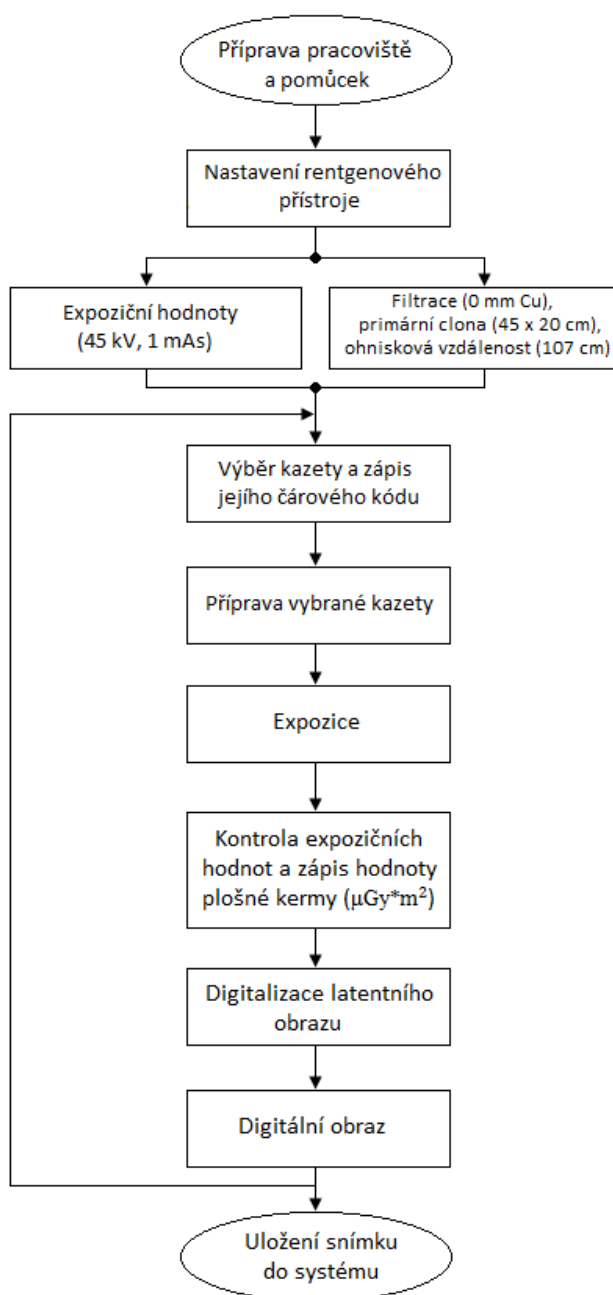 Příprava pracoviště
a pomůcek
Nastavení rentgenového
přístroje
Expoziční hodnoty
(45 kV, 1 mAs)
Filtrace (0 mm Cu),
primární clona (45 x 20 cm),
ohnisková vzdálenost (107 cm)
Výběr kazety a zápis
jejího čárového kódu
Příprava vybrané kazety
Expozice
Kontrola expozičních
hodnot a zápis hodnoty
plošné kermy (μGy*m²)
Digitalizace latentního
obrazu
Digitální obraz
Uložení snímku
do systému